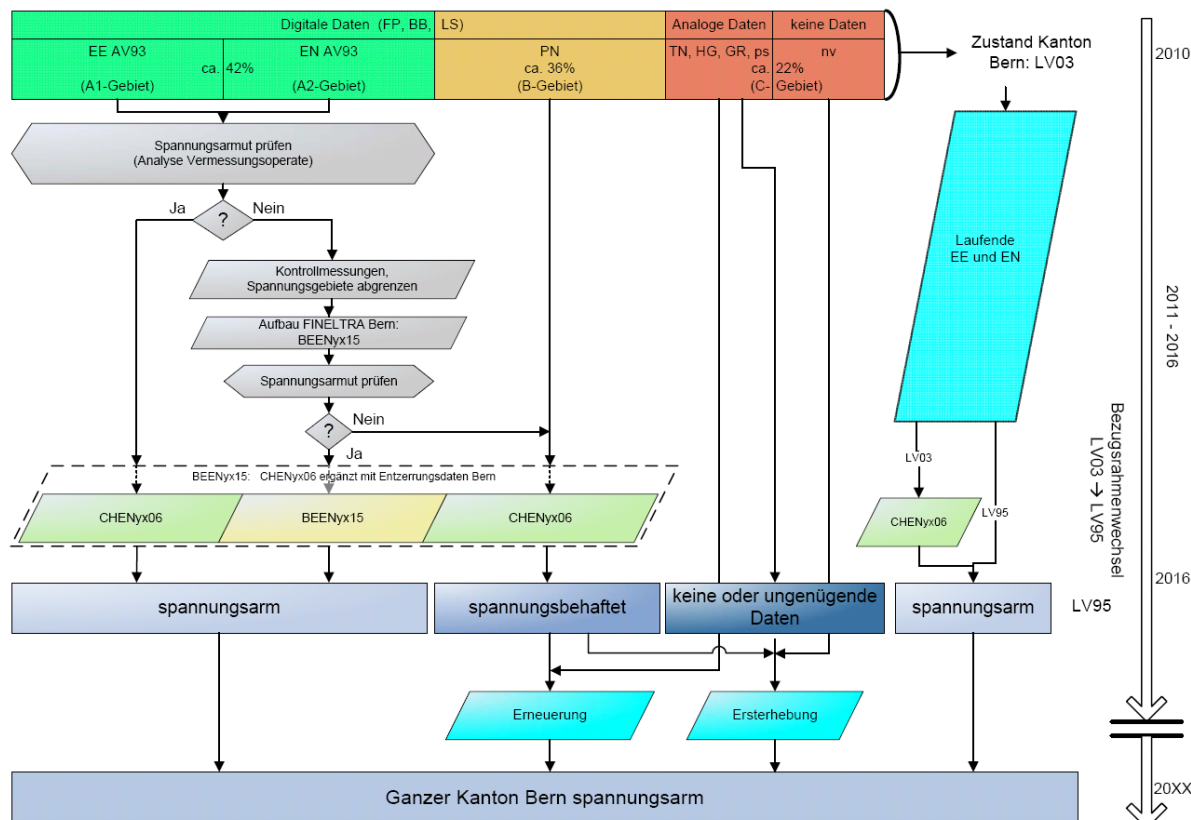 Digitale Daten (FP, BB, LS)
Analoge Daten
keine Daten
EE AV93
EN AV93
ca. 42%
(A1-Gebiet)
(A2-Gebiet)
PN
ca. 36%
(B-Gebiet)
TN, HG, GR, ps
nv
ca. 22%
(C-Gebiet)
Zustand Kanton
Bern: LV03
2010
Spannungsarmut prüfen
(Analyse Vermessungsoperate)
Ja
?
Nein
Kontrollmessungen,
Spannungsgebiete abgrenzen
Aufbau FINELTRA Bern:
BEENyx15
Spannungsarmut prüfen
?
Nein
Ja
Laufende
EE und EN
2011 - 2016
Bezugsrahmenwechsel
LV03 → LV95
BEENyx15: CHENyx06 ergänzt mit Entzerrungsdaten Bern
CHENyx06
BEENyx15
CHENyx06
LV03
LV95
CHENyx06
spannungsarm
spannungsbehaftet
keine oder ungenügende
Daten
spannungsarm
LV95
2016
Erneuerung
Ersterhebung
Ganzer Kanton Bern spannungsarm
20XX